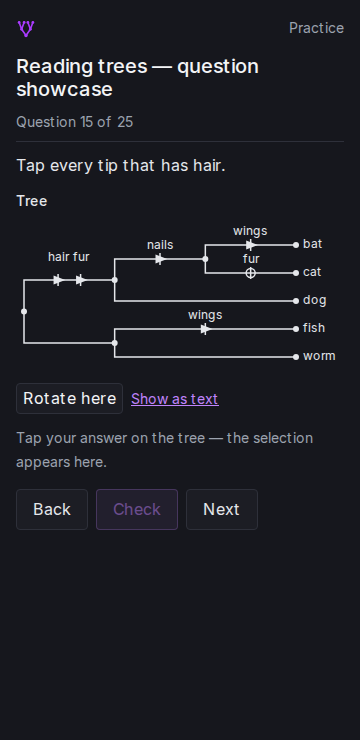 Practice
Reading trees — question
showcase
Question 15 of 25
Tap every tip that has hair.
Tree
wings
bat
nails
hair fur
fur
cat
dog
wings
fish
worm
Rotate here Show as text
Tap your answer on the tree — the selection
appears here.
Back Check Next